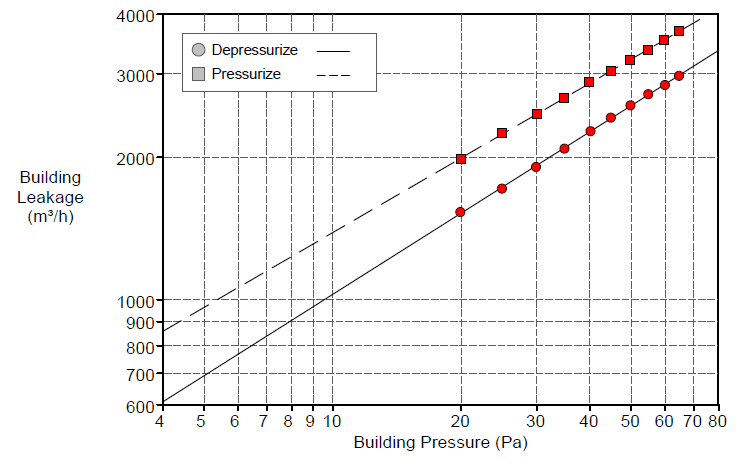 4000
Depressurize
Pressurize
3000
2000
Building
Leakage
(m³/h)
1000
900
800
700
600
4 5 6 7 8 9 10 20 30 40 50 60 70 80
Building Pressure (Pa)